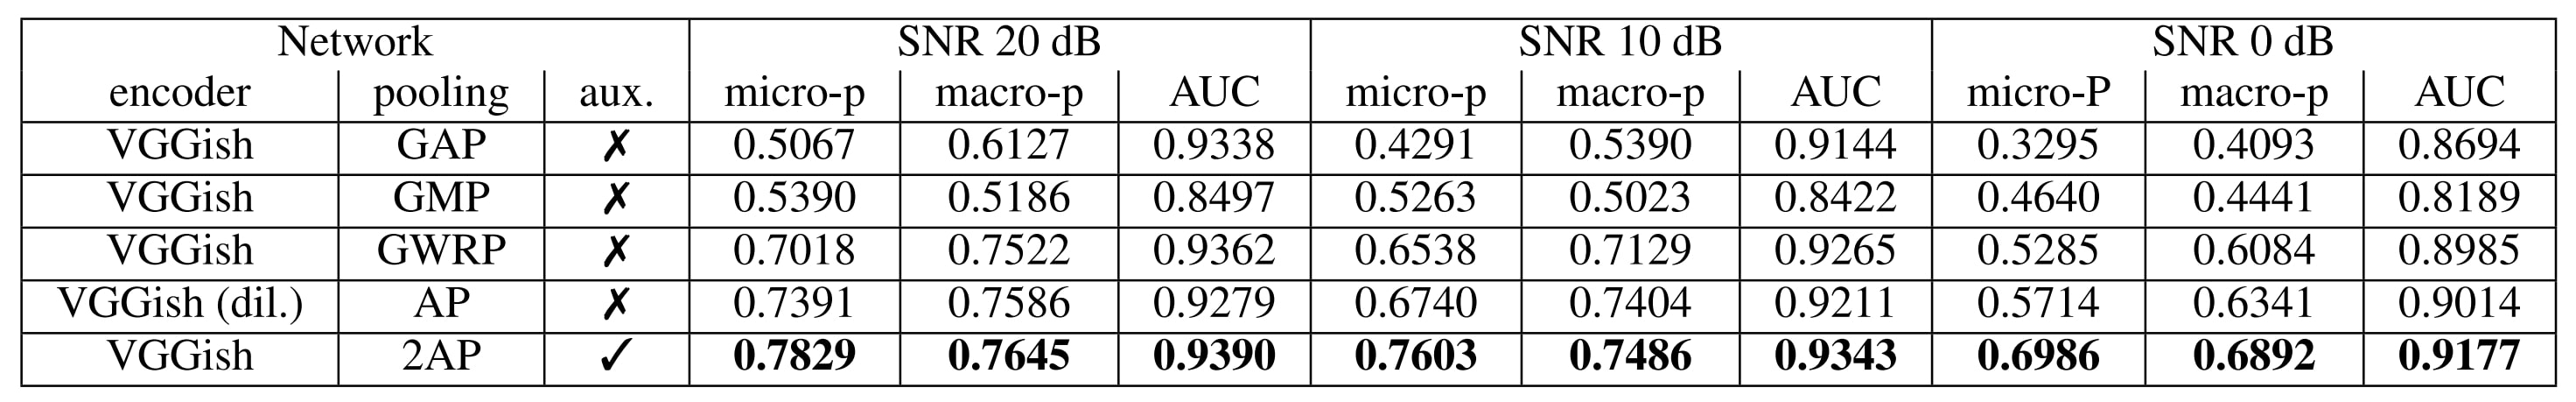 Network SNR 20 dB SNR 10 dB SNR 0 dB
encoder pooling aux. micro-p macro-p AUC micro-p macro-p AUC micro-P macro-p AUC
VGGish GAP ✗ 0.5067 0.6127 0.9338 0.4291 0.5390 0.9144 0.3295 0.4093 0.8694
VGGish GMP ✗ 0.5390 0.5186 0.8497 0.5263 0.5023 0.8422 0.4640 0.4441 0.8189
VGGish GWRP ✗ 0.7018 0.7522 0.9362 0.6538 0.7129 0.9265 0.5285 0.6084 0.8985
VGGish (dil.) AP ✗ 0.7391 0.7586 0.9279 0.6740 0.7404 0.9211 0.5714 0.6341 0.9014
VGGish 2AP ✓ 0.7829 0.7645 0.9390 0.7603 0.7486 0.9343 0.6986 0.6892 0.9177